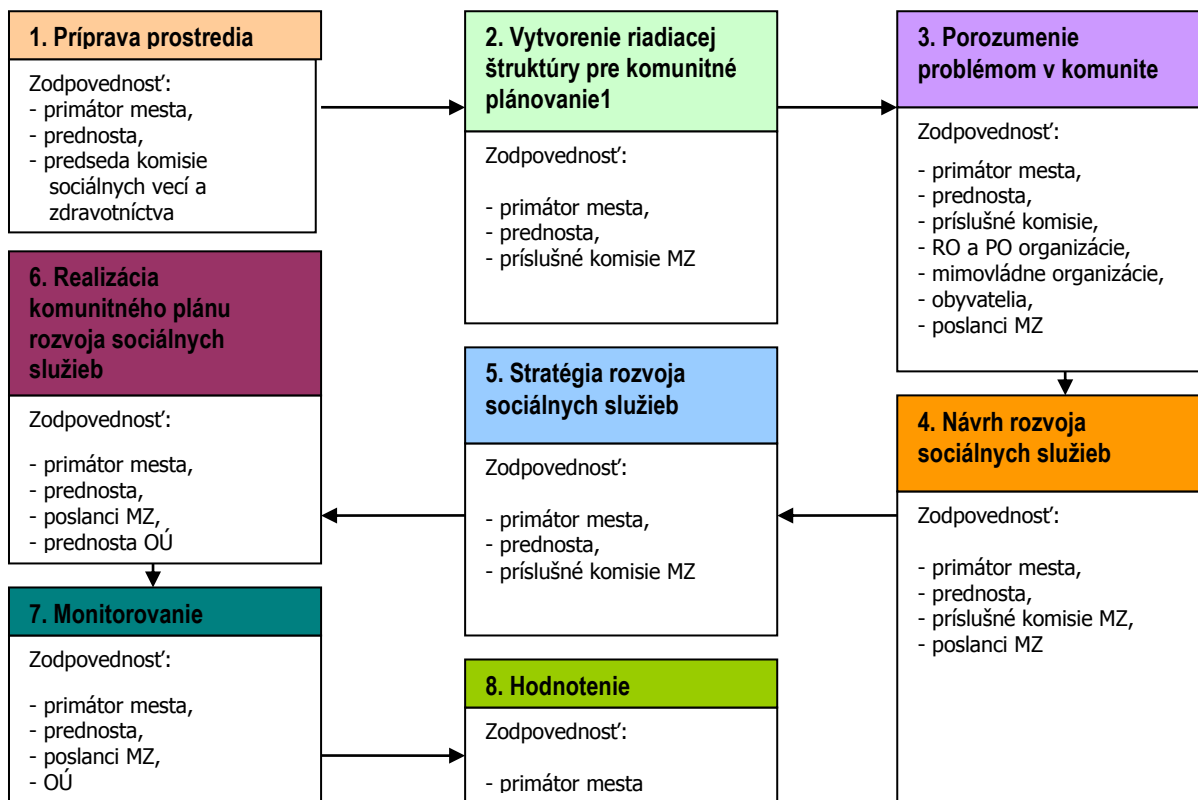 1. Príprava prostredia
Zodpovednosť:
- primátor mesta,
- prednosta,
- predseda komisie
sociálnych vecí a
zdravotníctva
2. Vytvorenie riadiacej
štruktúry pre komunitné
plánovanie1
Zodpovednosť:
- primátor mesta,
- prednosta,
- príslušné komisie MZ
3. Porozumenie
problémom v komunite
Zodpovednosť:
- primátor mesta,
- prednosta,
- príslušné komisie,
- RO a PO organizácie,
- mimovládne organizácie,
- obyvatelia,
- poslanci MZ
4. Návrh rozvoja
sociálnych služieb
Zodpovednosť:
- primátor mesta,
- prednosta,
- príslušné komisie MZ,
- poslanci MZ
5. Stratégia rozvoja
sociálnych služieb
Zodpovednosť:
- primátor mesta,
- prednosta,
- príslušné komisie MZ
6. Realizácia
komunitného plánu
rozvoja sociálnych
služieb
Zodpovednosť:
- primátor mesta,
- prednosta,
- poslanci MZ,
- prednosta OÚ
7. Monitorovanie
Zodpovednosť:
- primátor mesta,
- prednosta,
- poslanci MZ,
- OÚ
8. Hodnotenie
Zodpovednosť:
- primátor mesta